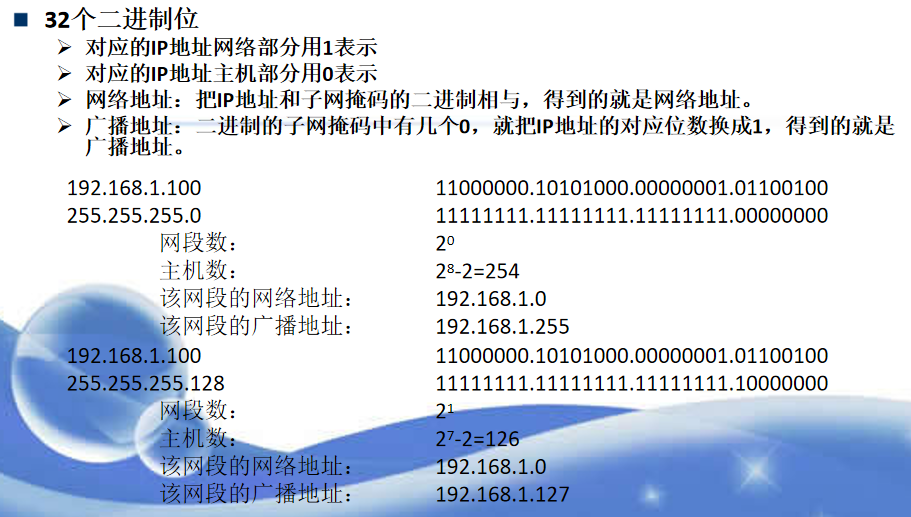 32个二进制位
对应的IP地址网络部分用1表示
对应的IP地址主机部分用0表示
网络地址：把IP地址和子网掩码的二进制相与，得到的就是网络地址。
广播地址：二进制的子网掩码中有几个0，就把IP地址的对应位数换成1，得到的就是
广播地址。
192.168.1.100 11000000.10101000.00000001.01100100
255.255.255.0 11111111.11111111.11111111.00000000
网段数： 2⁰
主机数： 2⁸-2=254
该网段的网络地址： 192.168.1.0
该网段的广播地址： 192.168.1.255
192.168.1.100 11000000.10101000.00000001.01100100
255.255.255.128 11111111.11111111.11111111.10000000
网段数： 2¹
主机数： 2⁷-2=126
该网段的网络地址： 192.168.1.0
该网段的广播地址： 192.168.1.127